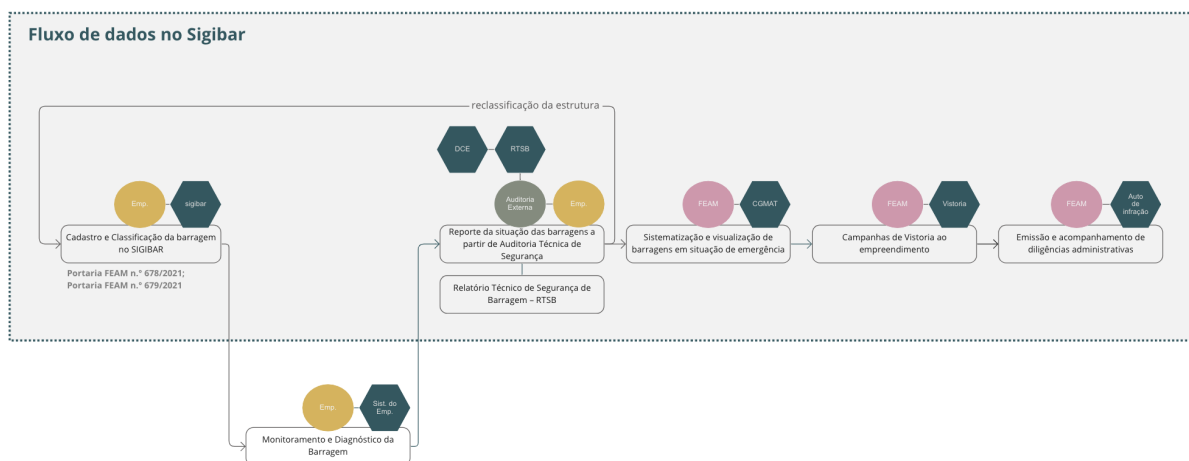 Fluxo de dados no Sigibar
reclassificação da estrutura
DCE
RTSB
Emp.
sigibar
Auditoria
Externa
Emp.
FEAM
CGMAT
FEAM
Vistoria
FEAM
Auto
de
infração
Cadastro e Classificação da barragem
no SIGIBAR
Portaria FEAM n.° 678/2021;
Portaria FEAM n.° 679/2021
Reporte da situação das barragens a
partir de Auditoria Técnica de
Segurança
Relatório Técnico de Segurança de
Barragem – RTSB
Sistematização e visualização de
barragens em situação de emergência
Campanhas de Vistoria ao
empreendimento
Emissão e acompanhamento de
diligências administrativas
Emp.
Sist. do
Emp.
Monitoramento e Diagnóstico da
Barragem